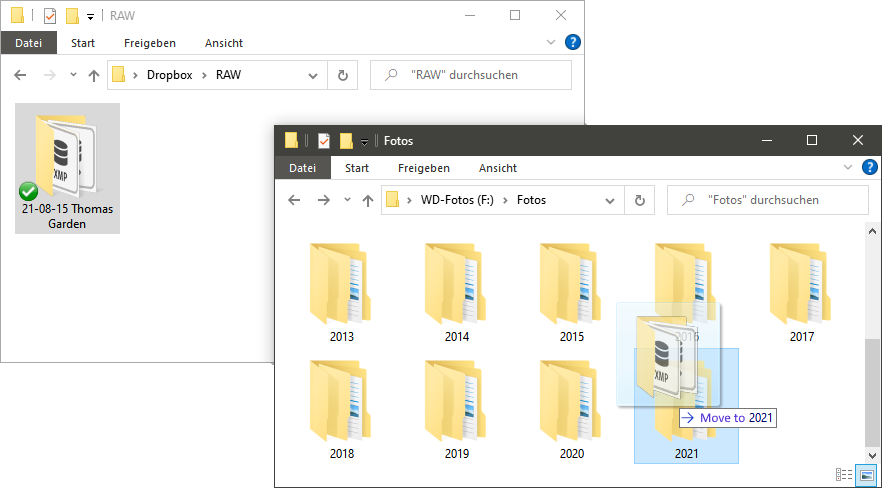 RAW
Datei Start Freigeben Ansicht
Dropbox RAW "RAW" durchsuchen
XMP
21-08-15 Thomas
Garden
Fotos
Datei Start Freigeben Ansicht
WD-Fotos (F:) Fotos "Fotos" durchsuchen
2013 2014 2015 2016 2017
XMP
Move to 2021
2018 2019 2020 2021